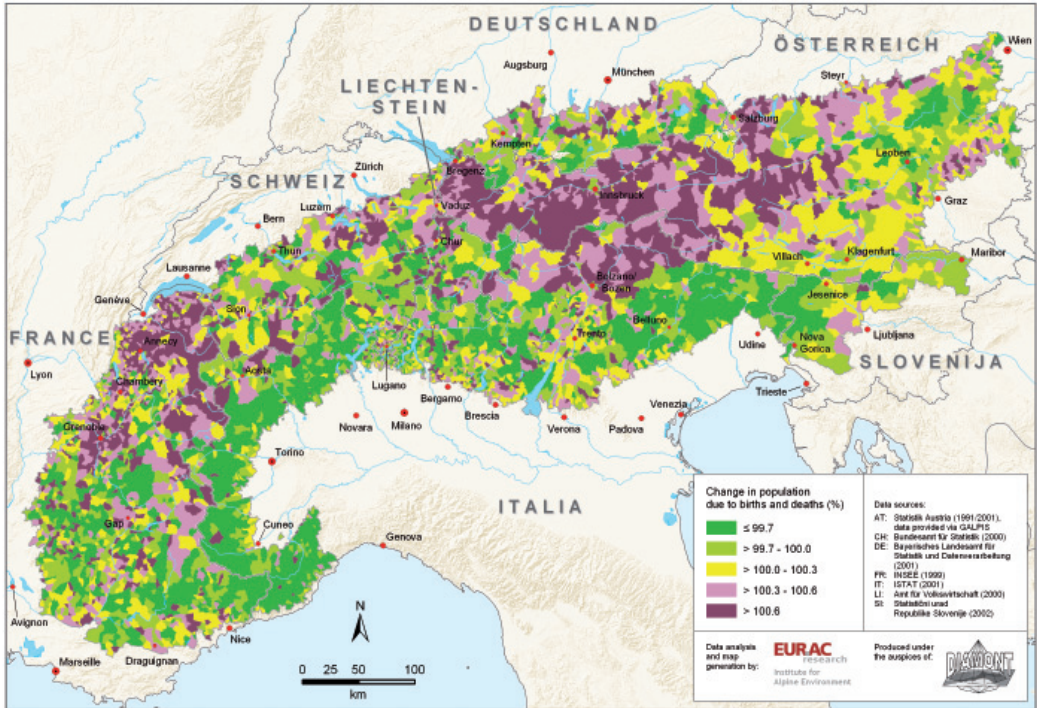 DEUTSCHLAND
ÖSTERREICH
Wien
Augsburg
München
Steyr
LIECHTEN-
STEIN
Salzburg
Kempten
Leoben
Zürich
Bregenz
Innsbruck
SCHWEIZ
Vaduz
Graz
Luzern
Bern
Chur
Thun
Klagenfurt
Villach
Maribor
Lausanne
Bolzano/
Bozen
Jesenice
Genève
Sion
Belluno
FRANCE
Annecy
Trento
Ljubljana
Udine
Nova
Gorica
SLOVENIJA
Lyon
Chambéry
Aosta
Lugano
Bergamo
Trieste
Brescia
Venezia
Grenoble
Novara
Milano
Verona
Padova
Torino
ITALIA
Gap
Cuneo
Genova
Avignon
Nice
Marseille
Draguignan
N
0 25 50 100
km
Change in population
due to births and deaths (%)
≤ 99.7
> 99.7 - 100.0
> 100.0 - 100.3
> 100.3 - 100.6
> 100.6
Data sources:
AT: Statistik Austria (1991/2001),
data provided via GALPIS
CH: Bundesamt für Statistik (2000)
DE: Bayerisches Landesamt für
Statistik und Datenverarbeitung
(2001)
FR: INSEE (1999)
IT: ISTAT (2001)
LI: Amt für Volkswirtschaft (2000)
SI: Statistični urad
Republike Slovenije (2002)
Data analysis
and map
generation by:
EURAC
research
Institute for
Alpine Environment
Produced under
the auspices of:
DIAMONT